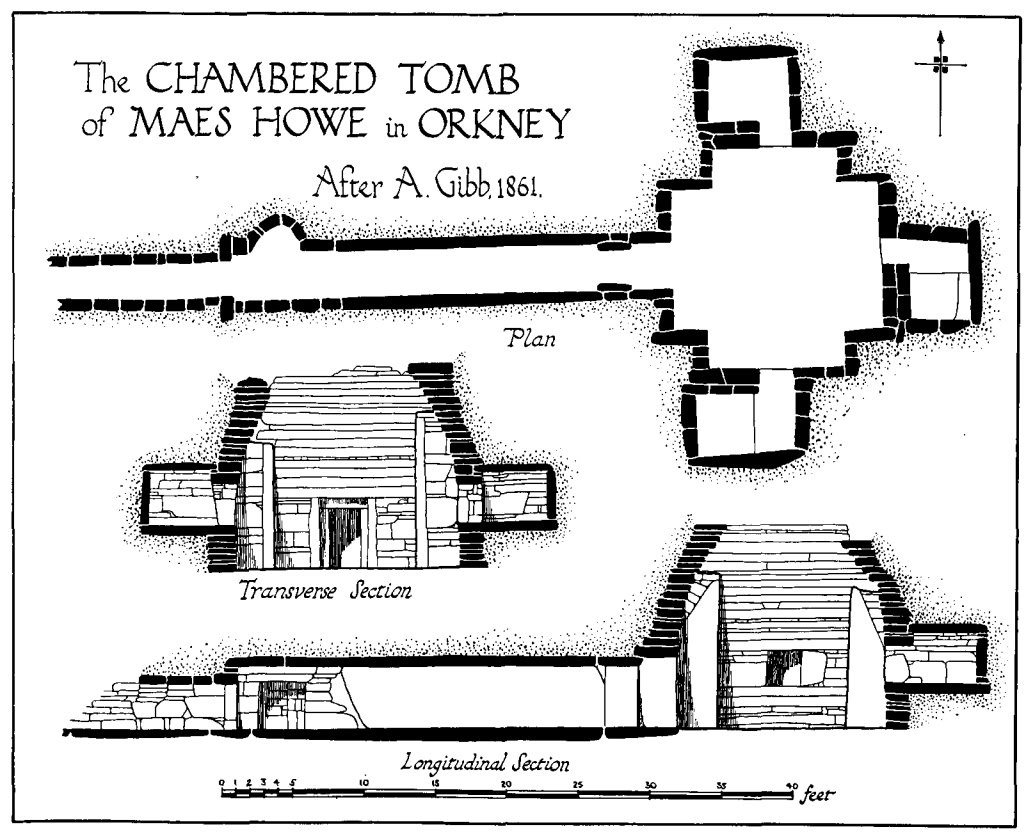 The CHAMBERED TOMB
of MAES HOWE in ORKNEY
After A. Gibb, 1861.
Plan
Transverse Section
Longitudinal Section
0 1 2 3 4 5 10 15 20 25 30 35 40 feet